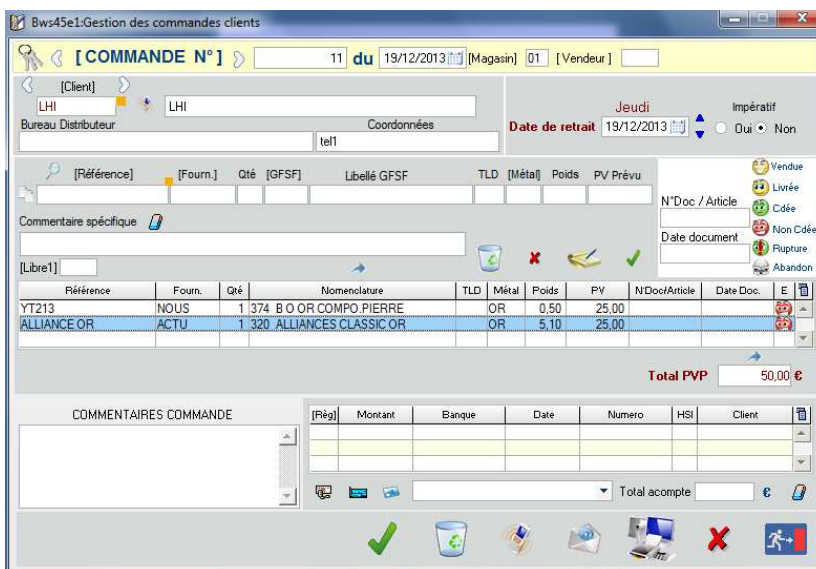 Bws45e1:Gestion des commandes clients
[ COMMANDE N° ] 11 du 19/12/2013 [Magasin] 01 [ Vendeur ]
[Client] Jeudi Impératif
LHI LHI
Bureau Distributeur Coordonnées Date de retrait 19/12/2013 Oui Non
tel1
[Référence] [Fourn.] Qté [GFSF] Libellé GFSF TLD [Métal] Poids PV Prévu
Vendue
Livrée
N°Doc / Article
Cdée
Commentaire spécifique
Non Cdée
Date document
Rupture
[Libre1] Abandon
Référence Fourn. Qté Nomenclature TLD Métal Poids PV N'Doc/Article Date Doc. E
YT213 NOUS 1 374 B O OR COMPO.PIERRE OR 0,50 25,00
ALLIANCE OR ACTU 1 320 ALLIANCES CLASSIC OR OR 5,10 25,00
Total PVP 50,00 €
COMMENTAIRES COMMANDE [Règ] Montant Banque Date Numero HSI Client
Total acompte €